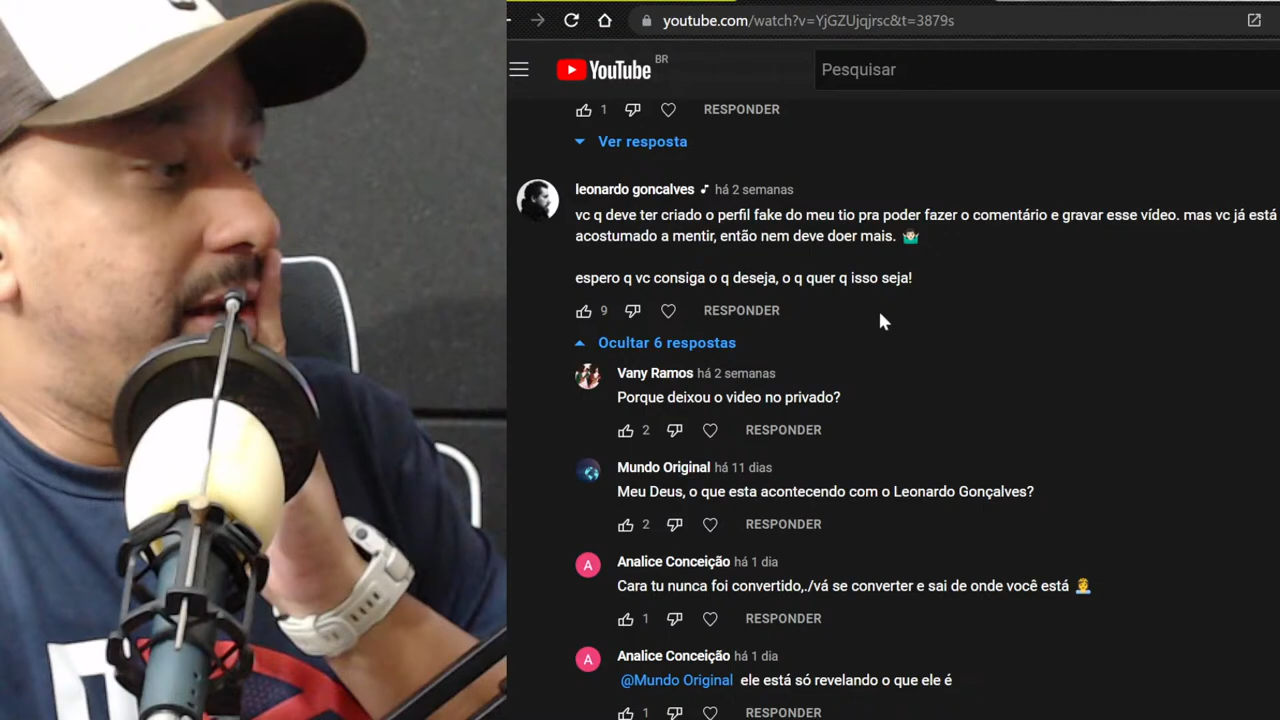 youtube.com/watch?v=YjGZUjqjrsc&t=3879s
YouTube BR
Pesquisar
1 RESPONDER
Ver resposta
leonardo goncalves há 2 semanas
vc q deve ter criado o perfil fake do meu tio pra poder fazer o comentário e gravar esse vídeo. mas vc já está
acostumado a mentir, então nem deve doer mais. 🤷🏻‍♂️
espero q vc consiga o q deseja, o q quer q isso seja!
9 RESPONDER
Ocultar 6 respostas
Vany Ramos há 2 semanas
Porque deixou o video no privado?
2 RESPONDER
Mundo Original há 11 dias
Meu Deus, o que esta acontecendo com o Leonardo Gonçalves?
2 RESPONDER
A
Analice Conceição há 1 dia
Cara tu nunca foi convertido,./vá se converter e sai de onde você está
1 RESPONDER
A
Analice Conceição há 1 dia
@Mundo Original ele está só revelando o que ele é
1 RESPONDER